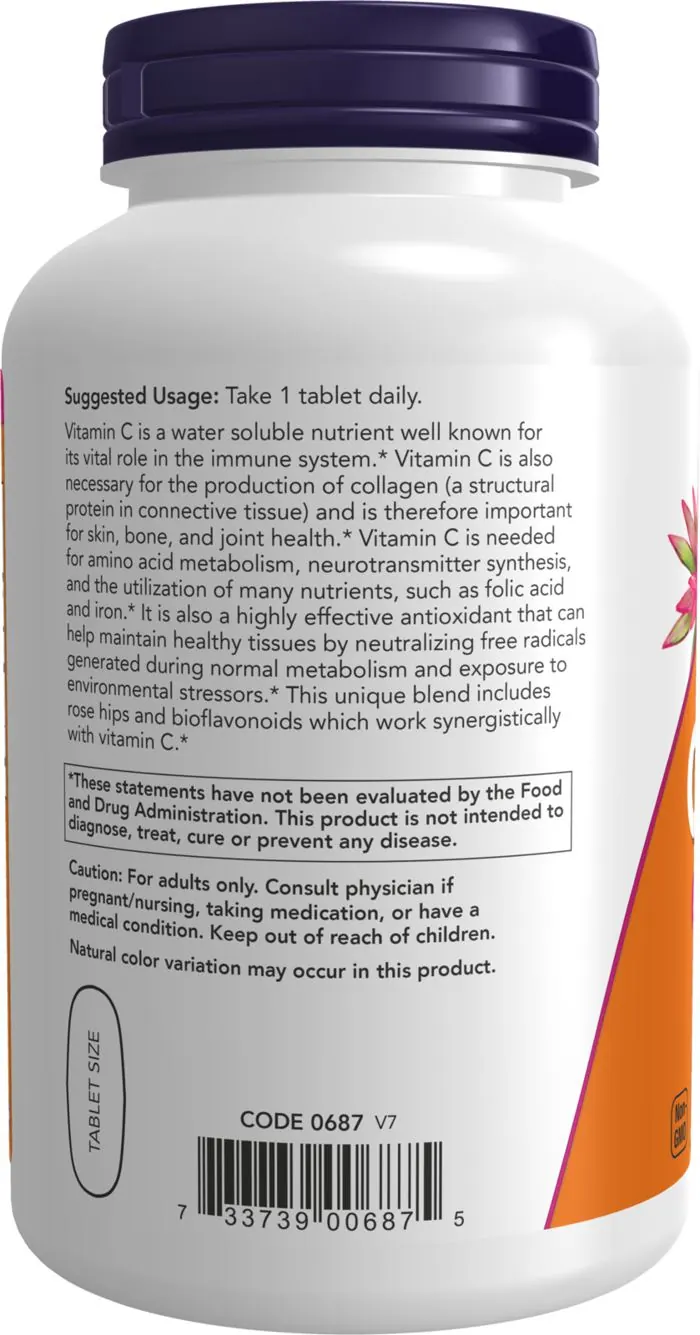 Suggested Usage: Take 1 tablet daily.
Vitamin C is a water soluble nutrient well known for
its vital role in the immune system.* Vitamin C is also
necessary for the production of collagen (a structural
protein in connective tissue) and is therefore important
for skin, bone, and joint health.* Vitamin C is needed
for amino acid metabolism, neurotransmitter synthesis,
and the utilization of many nutrients, such as folic acid
and iron.* It is also a highly effective antioxidant that can
help maintain healthy tissues by neutralizing free radicals
generated during normal metabolism and exposure to
environmental stressors.* This unique blend includes
rose hips and bioflavonoids which work synergistically
with vitamin C.*
*These statements have not been evaluated by the Food
and Drug Administration. This product is not intended to
diagnose, treat, cure or prevent any disease.
Caution: For adults only. Consult physician if
pregnant/nursing, taking medication, or have a
medical condition. Keep out of reach of children.
Natural color variation may occur in this product.
TABLET SIZE
CODE 0687 V7
7 33739 00687 5
Non-
GMO